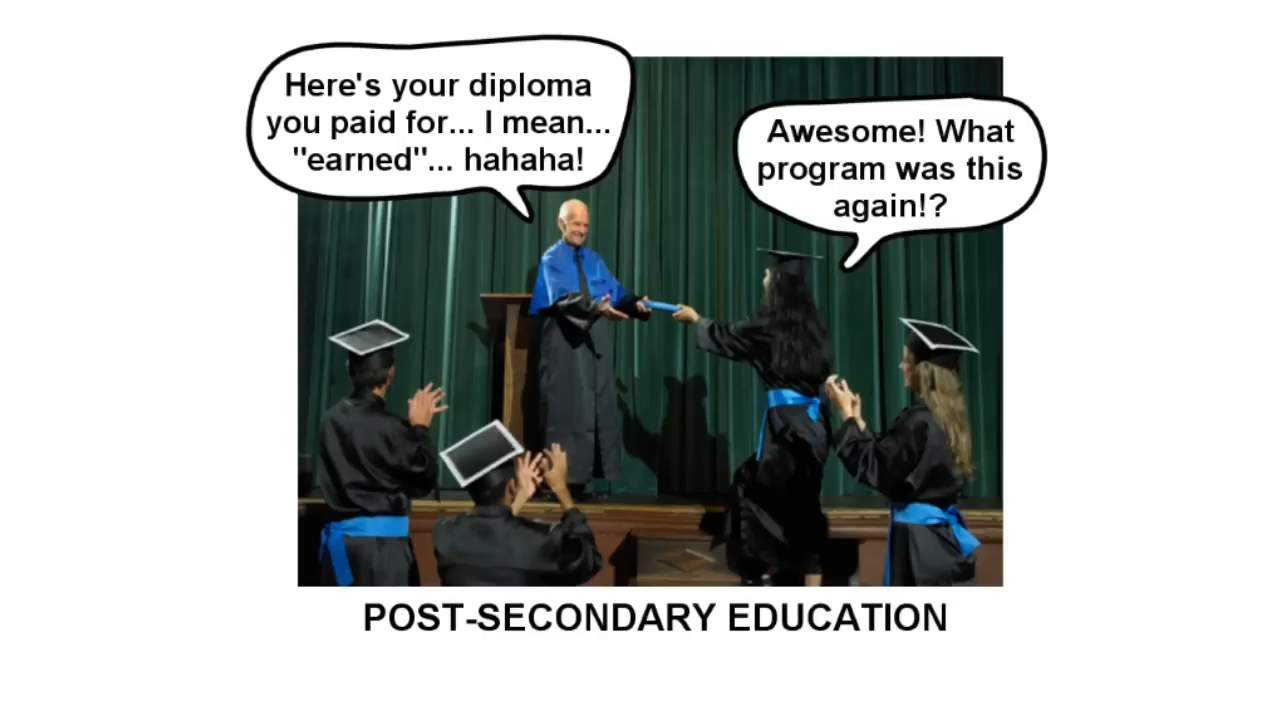 Here's your diploma
you paid for... I mean...
"earned"... hahaha!
Awesome! What
program was this
again!?
POST-SECONDARY EDUCATION